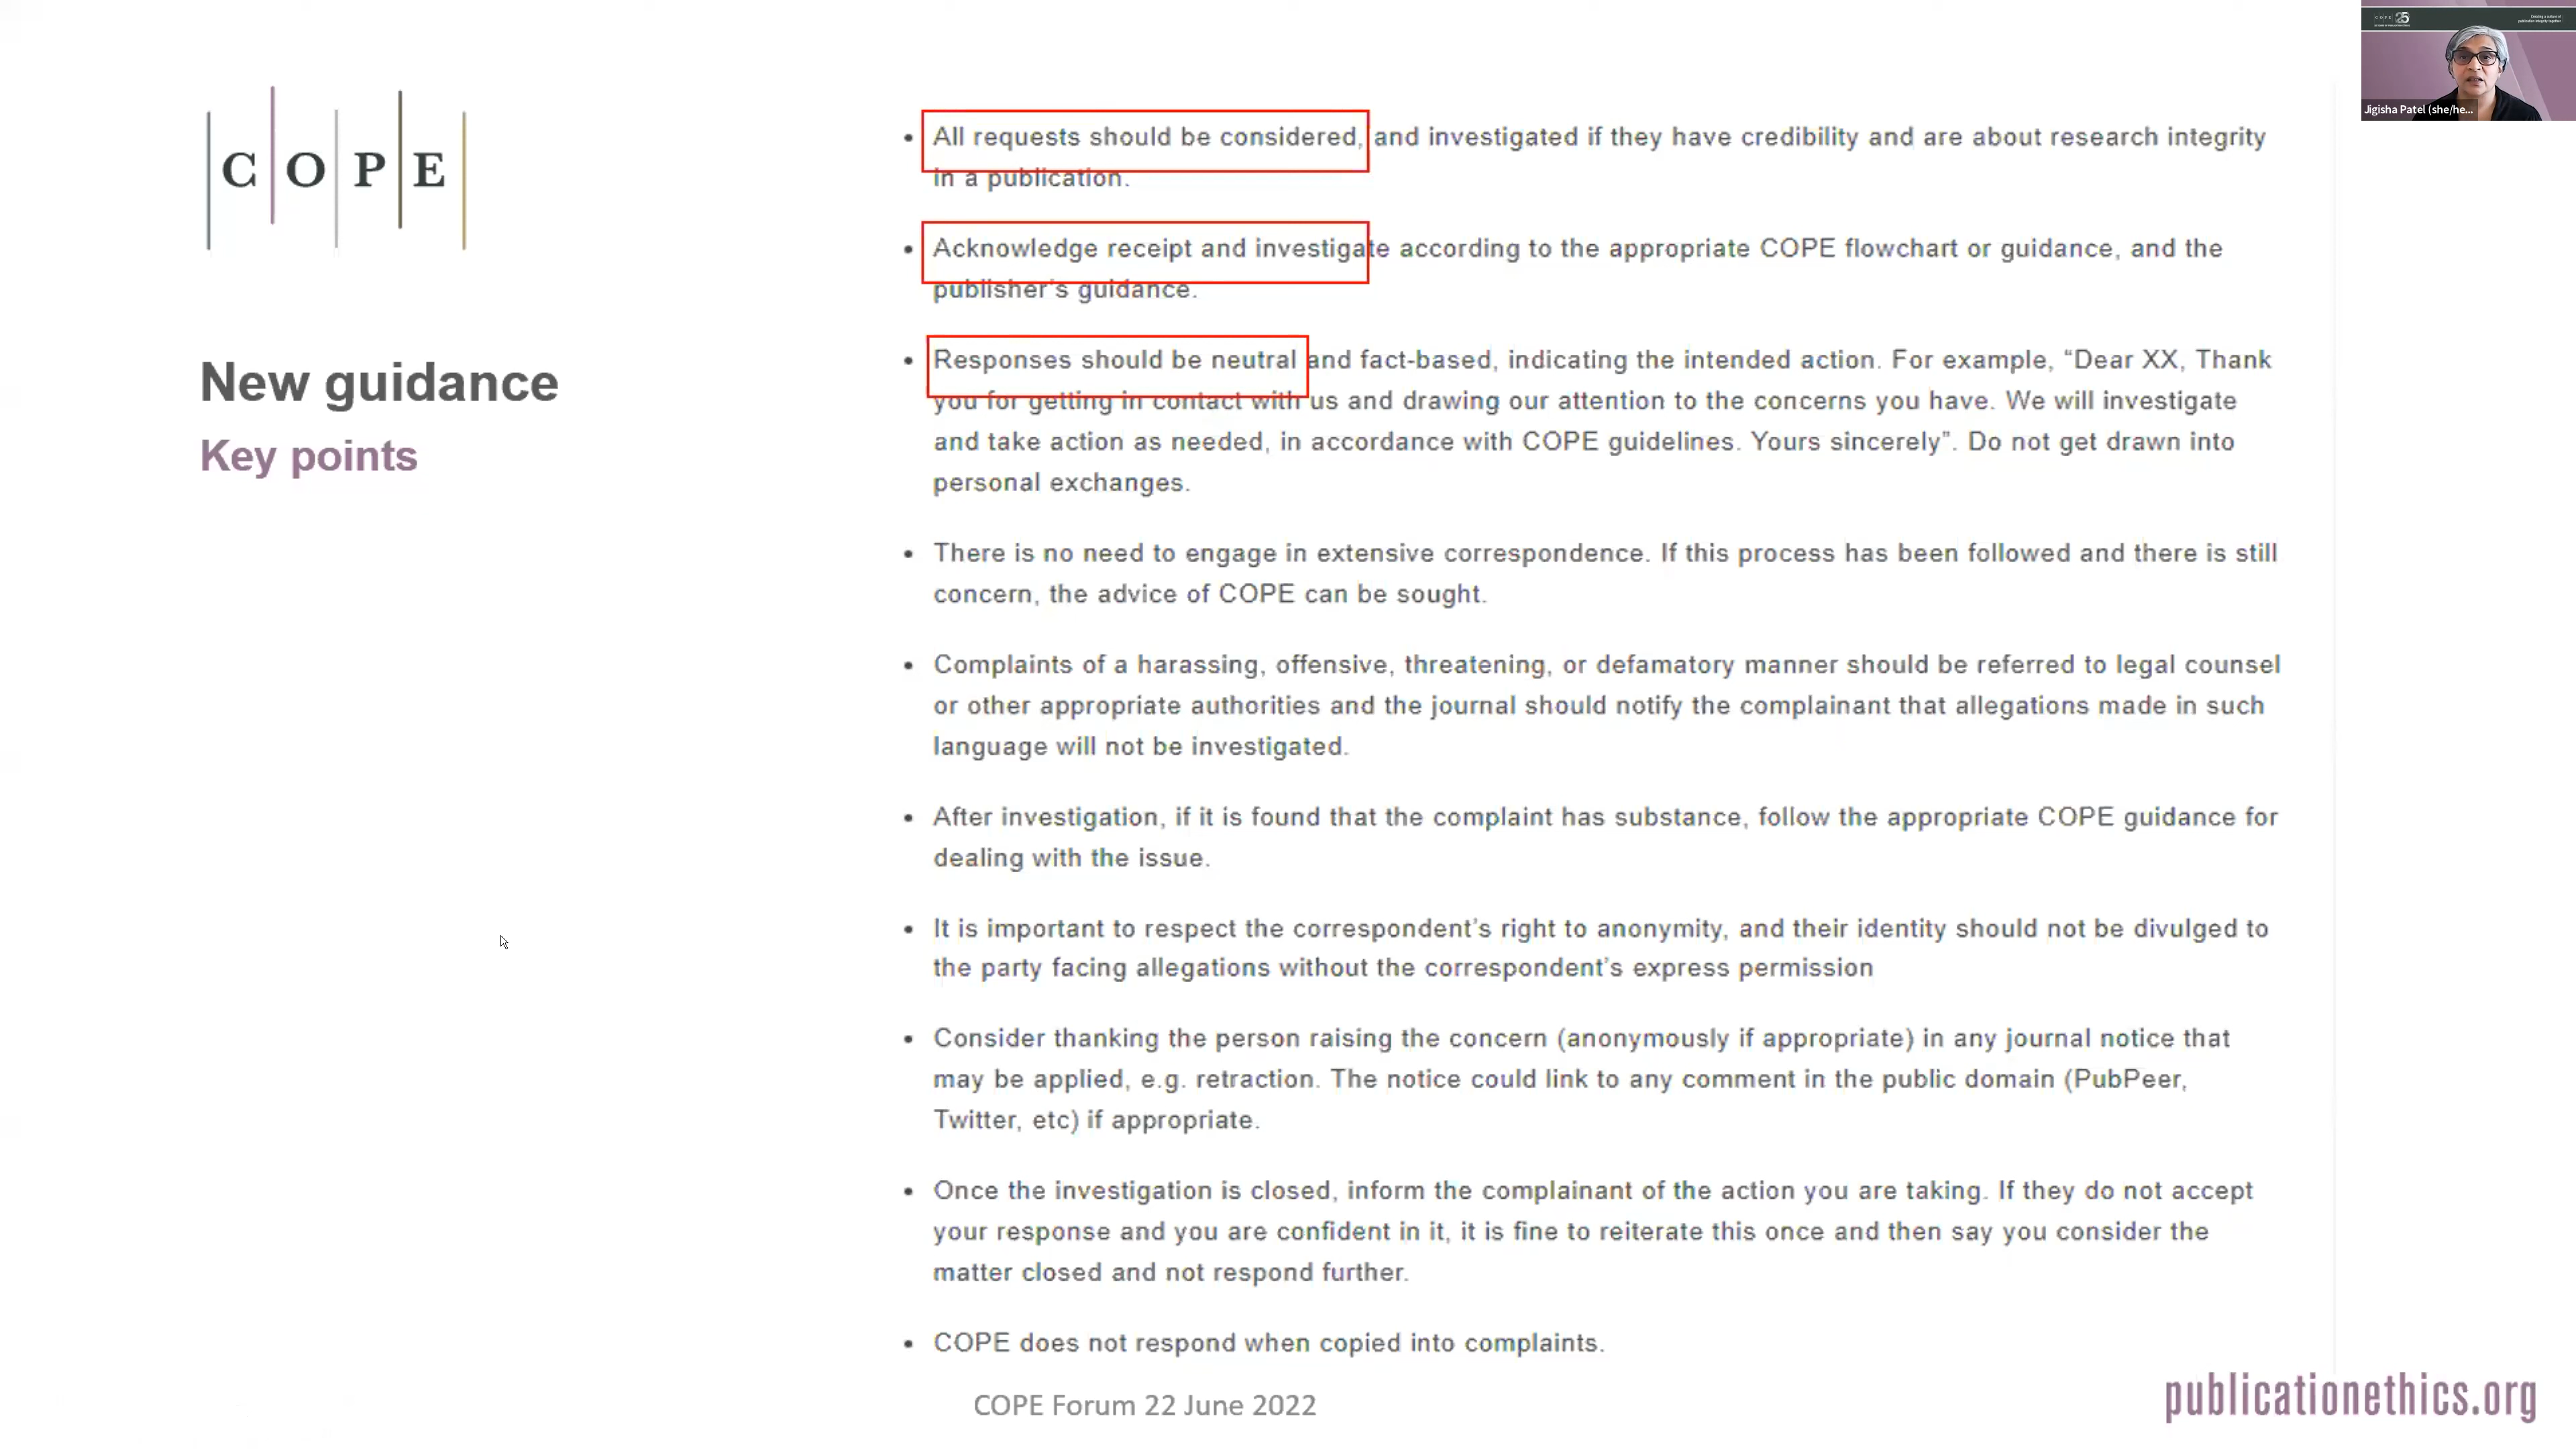 COPE
New guidance
Key points
• All requests should be considered, and investigated if they have credibility and are about research integrity
in a publication.
• Acknowledge receipt and investigate according to the appropriate COPE flowchart or guidance, and the
publisher's guidance.
• Responses should be neutral and fact-based, indicating the intended action. For example, “Dear XX, Thank
you for getting in contact with us and drawing our attention to the concerns you have. We will investigate
and take action as needed, in accordance with COPE guidelines. Yours sincerely”. Do not get drawn into
personal exchanges.
• There is no need to engage in extensive correspondence. If this process has been followed and there is still
concern, the advice of COPE can be sought.
• Complaints of a harassing, offensive, threatening, or defamatory manner should be referred to legal counsel
or other appropriate authorities and the journal should notify the complainant that allegations made in such
language will not be investigated.
• After investigation, if it is found that the complaint has substance, follow the appropriate COPE guidance for
dealing with the issue.
• It is important to respect the correspondent’s right to anonymity, and their identity should not be divulged to
the party facing allegations without the correspondent’s express permission
• Consider thanking the person raising the concern (anonymously if appropriate) in any journal notice that
may be applied, e.g. retraction. The notice could link to any comment in the public domain (PubPeer,
Twitter, etc) if appropriate.
• Once the investigation is closed, inform the complainant of the action you are taking. If they do not accept
your response and you are confident in it, it is fine to reiterate this once and then say you consider the
matter closed and not respond further.
• COPE does not respond when copied into complaints.
COPE Forum 22 June 2022
publicationethics.org
COPE 25
Jigisha Patel (she/he...